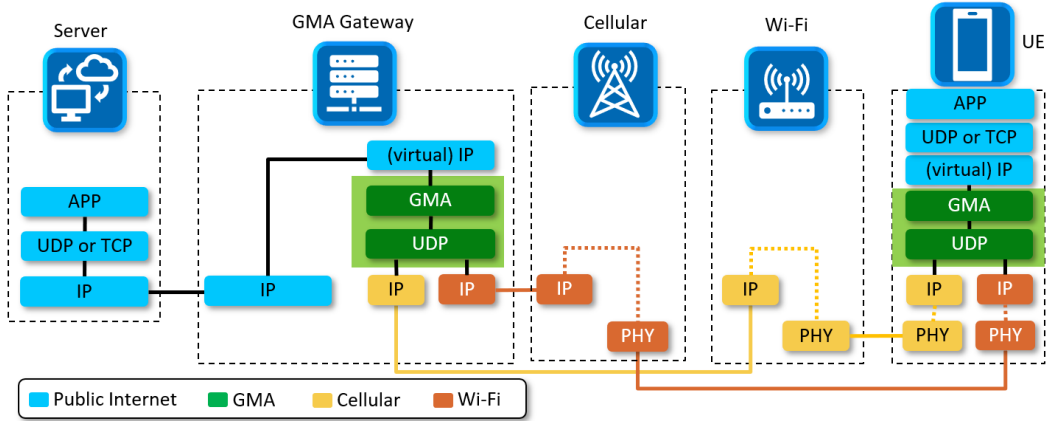 Server
GMA Gateway
Cellular
Wi-Fi
UE
APP
UDP or TCP
IP
IP
(virtual) IP
GMA
UDP
IP
IP
IP
PHY
IP
PHY
APP
UDP or TCP
(virtual) IP
GMA
UDP
IP
IP
PHY
PHY
Public Internet
GMA
Cellular
Wi-Fi